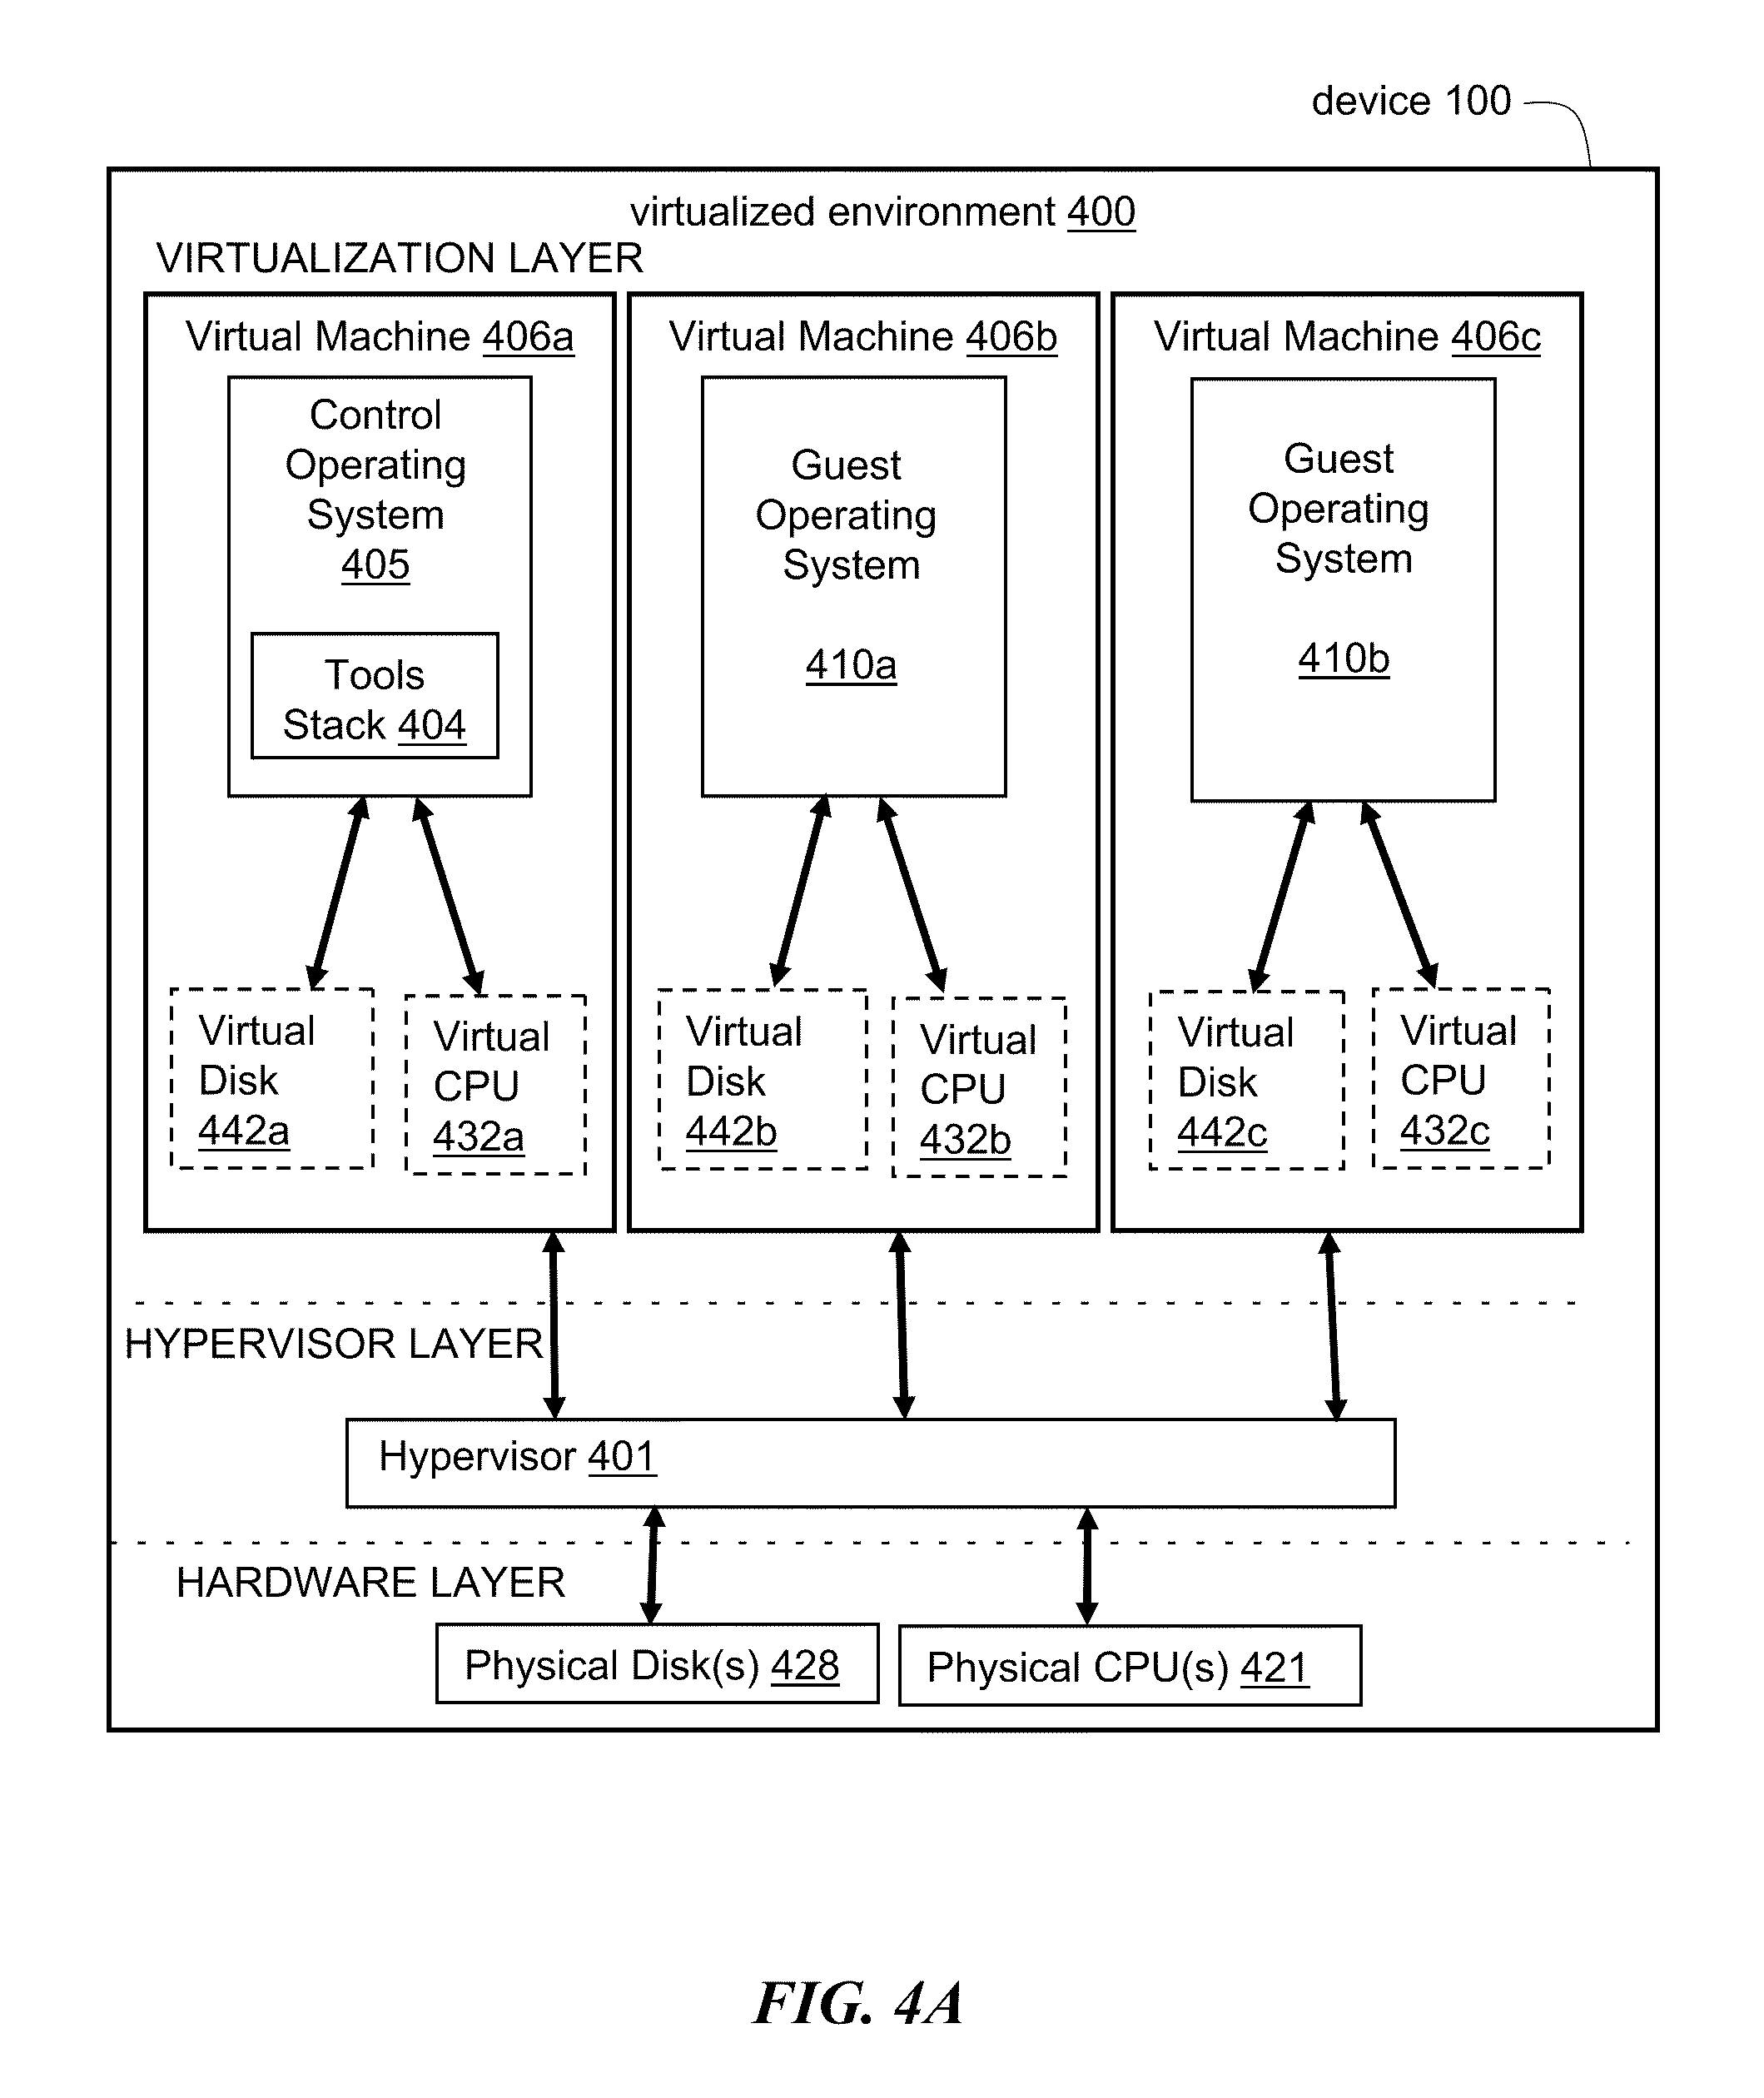 device 100
virtualized environment 400
VIRTUALIZATION LAYER
Virtual Machine 406a
Control
Operating
System
405
Tools
Stack 404
Virtual
Disk
442a
Virtual
CPU
432a
Virtual Machine 406b
Guest
Operating
System
410a
Virtual
Disk
442b
Virtual
CPU
432b
Virtual Machine 406c
Guest
Operating
System
410b
Virtual
Disk
442c
Virtual
CPU
432c
HYPERVISOR LAYER
Hypervisor 401
HARDWARE LAYER
Physical Disk(s) 428
Physical CPU(s) 421
FIG. 4A